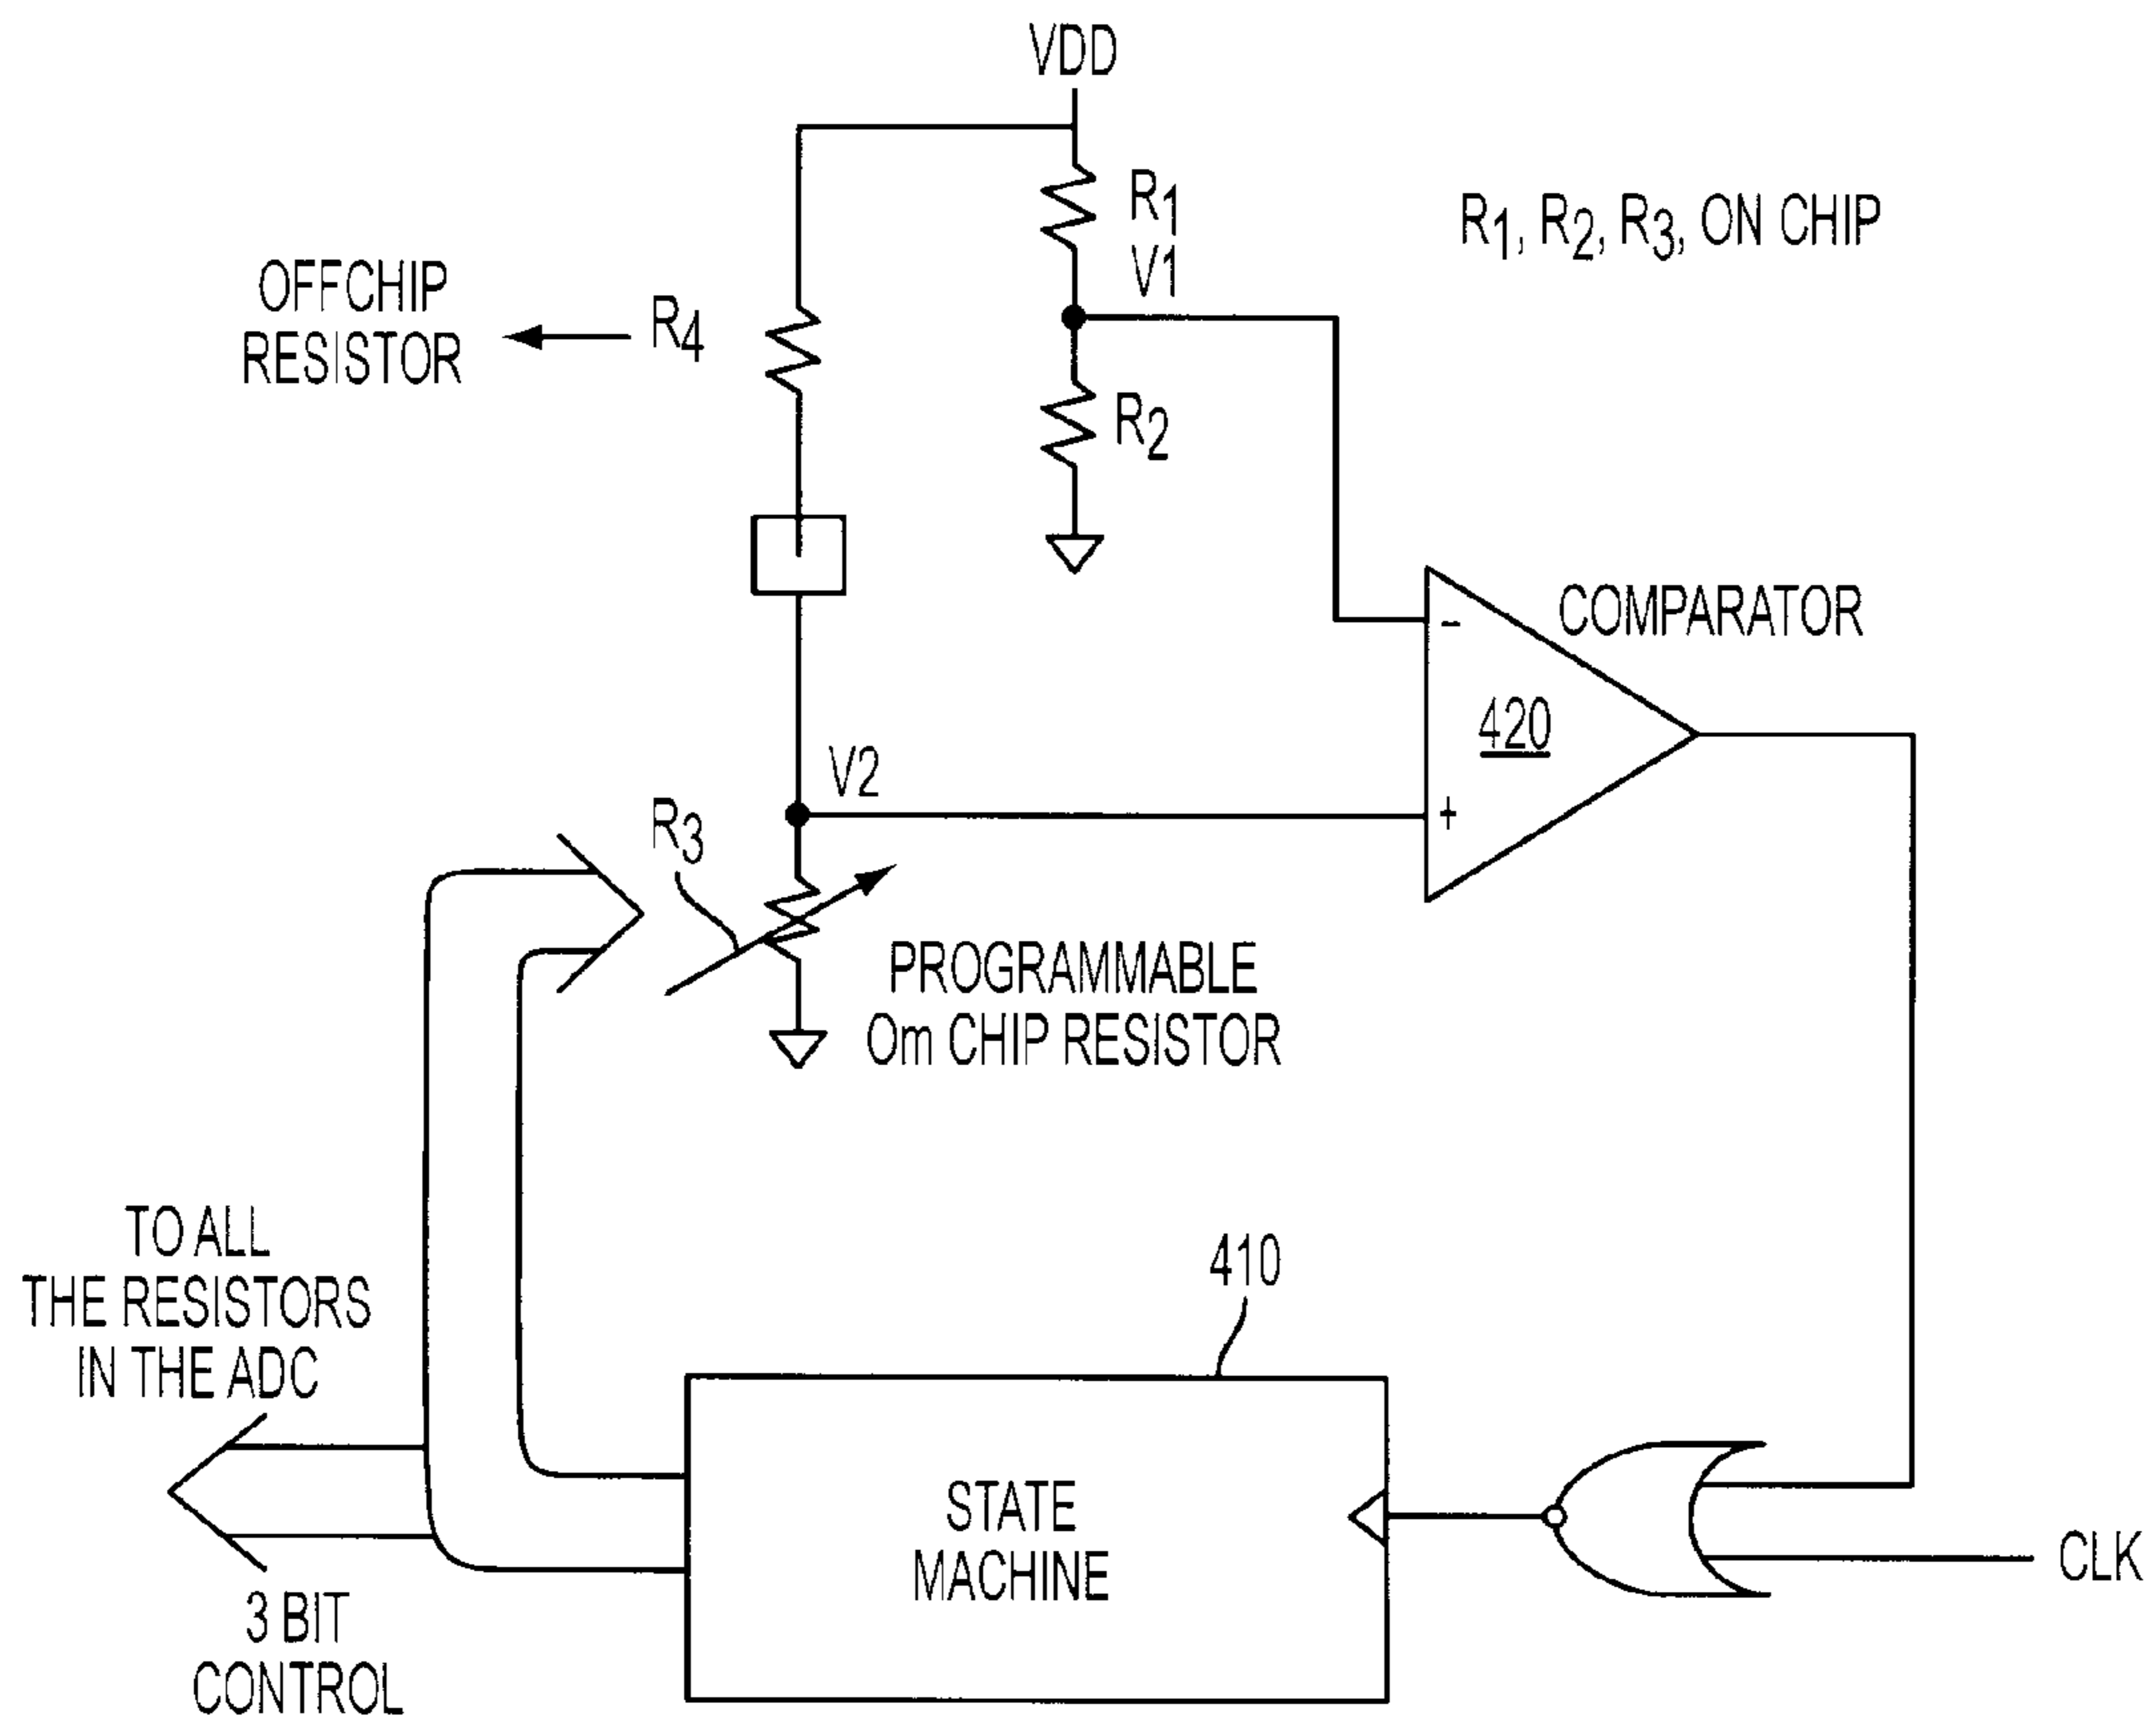 VDD
R1
V1
R1, R2, R3, ON CHIP
OFFCHIP
RESISTOR
R4
R2
COMPARATOR
-
420
+
V2
R3
PROGRAMMABLE
Om CHIP RESISTOR
TO ALL
THE RESISTORS
IN THE ADC
410
STATE
MACHINE
CLK
3 BIT
CONTROL